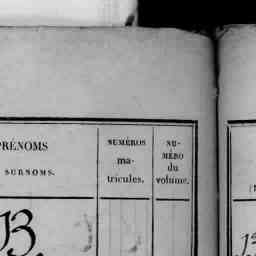 PRÉNOMS
SURNOMS.
NUMÉROS
ma-
tricules.
NU-
MÉRO
du
volume.
B.